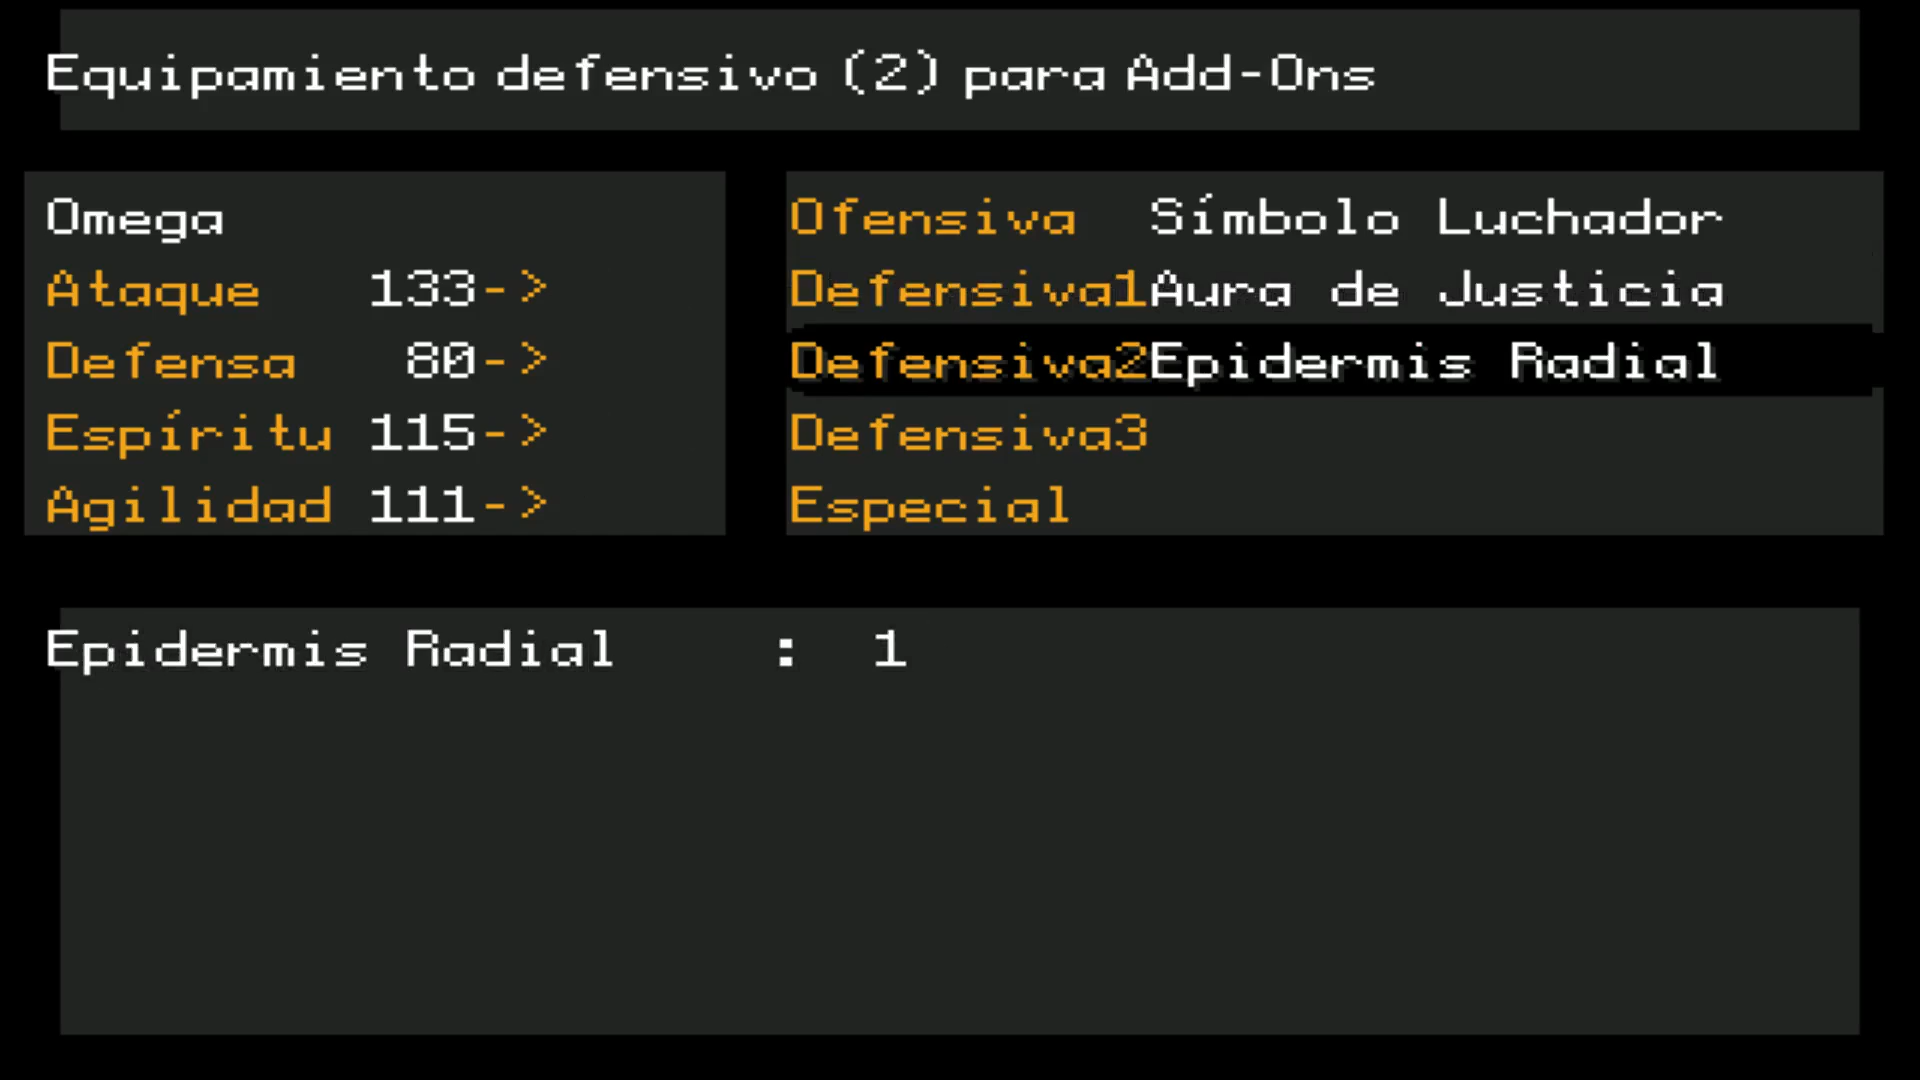 Equipamiento defensivo (2) para Add-Ons
Omega
Ataque 133->
Defensa 80->
Espíritu 115->
Agilidad 111->
Ofensiva Símbolo Luchador
Defensiva1Aura de Justicia
Defensiva2Epidermis Radial
Defensiva3
Especial
Epidermis Radial : 1